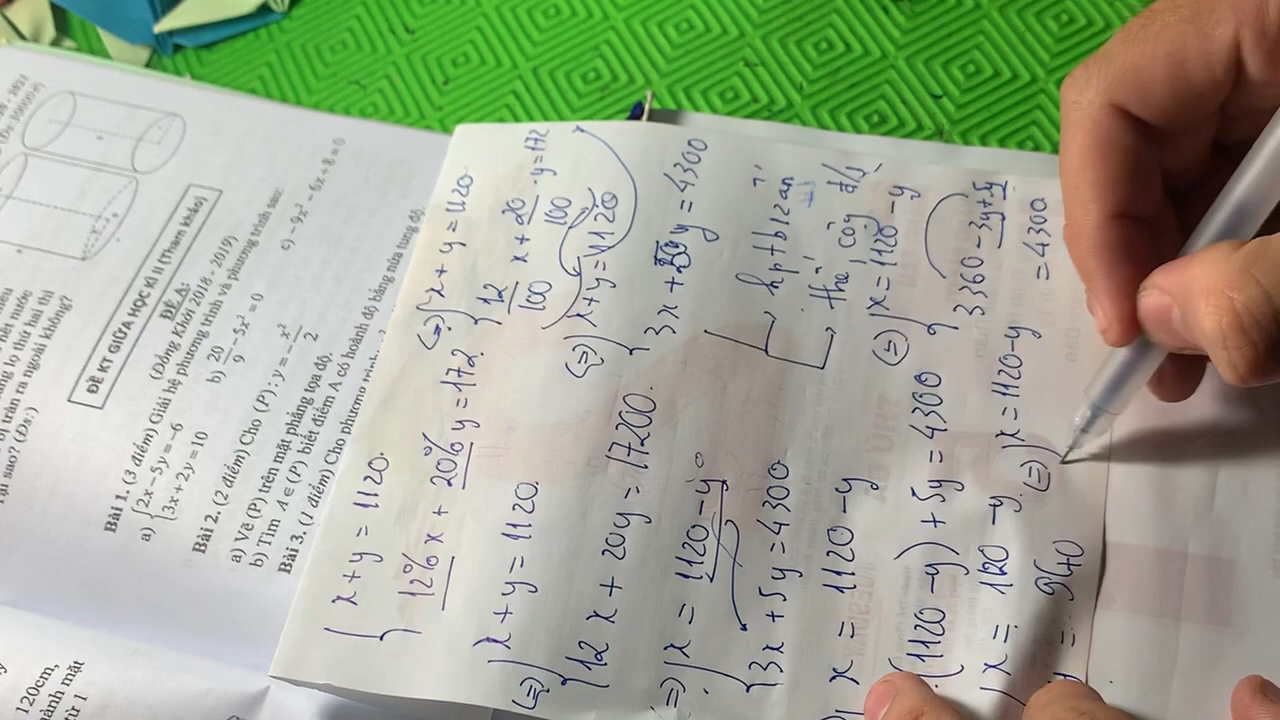 120cm,
ĐỀ KT GIỮA HỌC KÌ II (Tham khảo)
ĐỀ A:
(Đồng Khởi 2018 - 2019)
Bài 1. (3 điểm) Giải hệ phương trình và phương trình sau:
a) { 2x − 5y = −6
3x + 2y = 10
b) 20/9 − 5x² = 0
c) −9x² − 6x + 8 = 0
Bài 2. (2 điểm) Cho (P): y = − x²/2
a) Vẽ (P) trên mặt phẳng tọa độ.
b) Tìm A ∈ (P) biết điểm A có hoành độ bằng nửa tung độ.
Bài 3. (1 điểm) Cho phương trình
{ x + y = 1120.
12% x + 20% y = 172.
(=) { x + y = 1120.
12/100 x + 20/100 . y = 172
(=) { x + y = 1120.
12x + 20y = 17200.
(=) { x + y = 1120
3x + 5y = 4300
(=) { x = 1120 − y
3x + 5y = 4300.
hptb1 2 ẩn
x = 1120 − y
(1120 − y) + 5y = 4300
(=) { x = 1120 − y
3360 − 3y + 5y
= 4300
(=) { x = 1120 − y
= 940